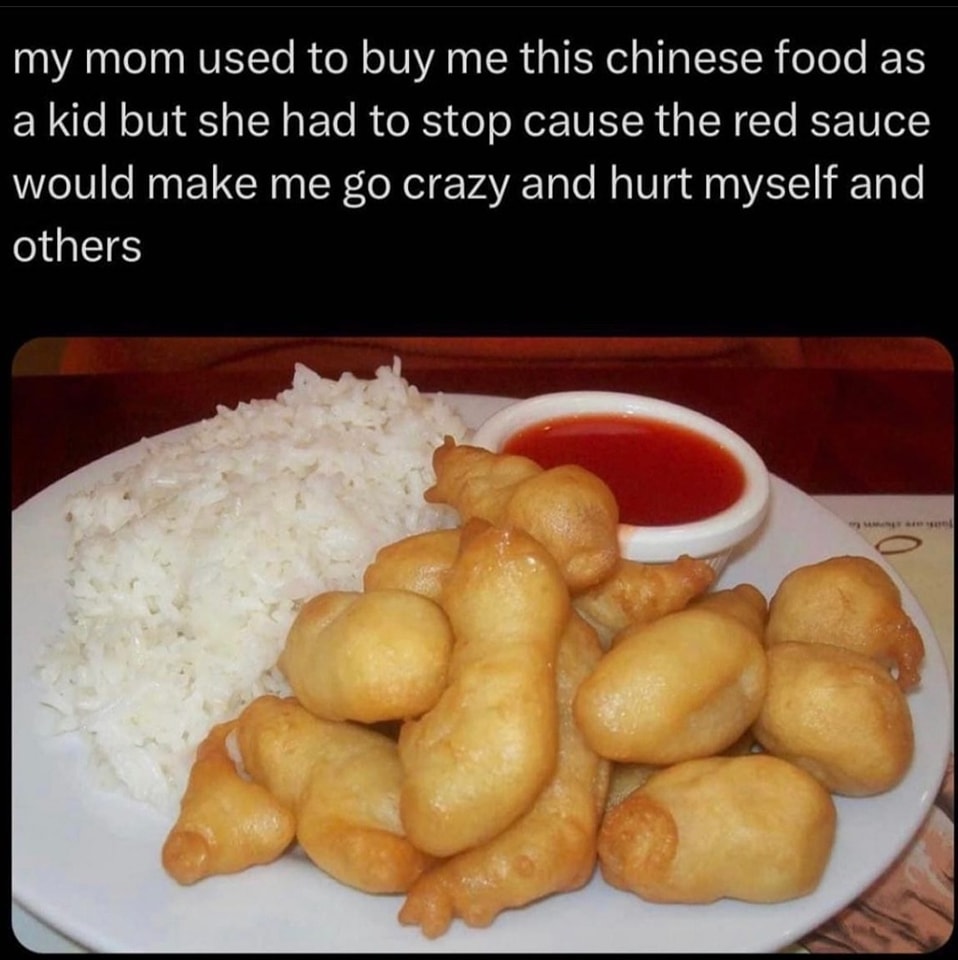 my mom used to buy me this chinese food as
a kid but she had to stop cause the red sauce
would make me go crazy and hurt myself and
others